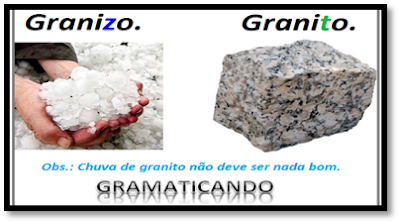 Granizo. Granito.
Obs.: Chuva de granito não deve ser nada bom.
GRAMATICANDO